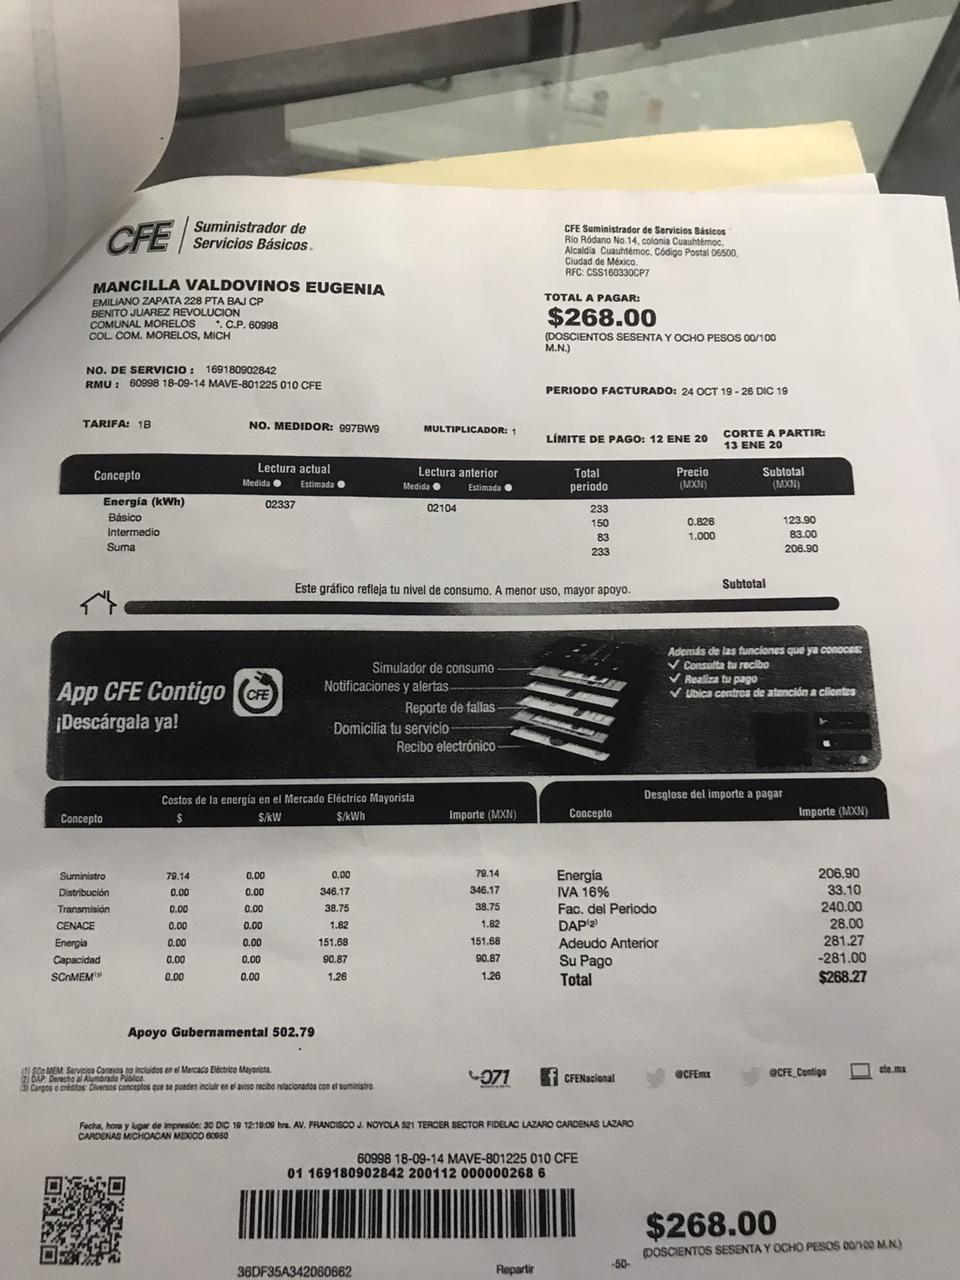 CFE Suministrador de
Servicios Básicos.
CFE Suministrador de Servicios Básicos
Río Ródano No.14, colonia Cuauhtémoc,
Alcaldía Cuauhtémoc, Código Postal 06500,
Ciudad de México.
RFC: CSS160330CP7
MANCILLA VALDOVINOS EUGENIA
EMILIANO ZAPATA 228 PTA BAJ CP
BENITO JUAREZ REVOLUCION
COMUNAL MORELOS *. C.P. 60998
COL. COM. MORELOS, MICH
TOTAL A PAGAR:
$268.00
(DOSCIENTOS SESENTA Y OCHO PESOS 00/100
M.N.)
NO. DE SERVICIO : 169180902842
RMU : 60998 18-09-14 MAVE-801225 010 CFE
PERIODO FACTURADO: 24 OCT 19 - 26 DIC 19
TARIFA: 1B NO. MEDIDOR: 997BW9 MULTIPLICADOR: 1
LÍMITE DE PAGO: 12 ENE 20 CORTE A PARTIR:
13 ENE 20
Concepto Lectura actual Lectura anterior Total periodo Precio (MXN) Subtotal (MXN)
Medida Estimada Medida Estimada
Energía (kWh) 02337 02104 233
Básico 150 0.826 123.90
Intermedio 83 1.000 83.00
Suma 233 206.90
Este gráfico refleja tu nivel de consumo. A menor uso, mayor apoyo.
Subtotal
App CFE Contigo
¡Descárgala ya!
CFE
Simulador de consumo
Notificaciones y alertas
Reporte de fallas
Domicilia tu servicio
Recibo electrónico
Además de las funciones que ya conoces:
Consulta tu recibo
Realiza tu pago
Ubica centros de atención a clientes
Costos de la energía en el Mercado Eléctrico Mayorista
Concepto $ $/kW $/kWh Importe (MXN)
Suministro 79.14 0.00 0.00 79.14
Distribución 0.00 0.00 346.17 346.17
Transmisión 0.00 0.00 38.75 38.75
CENACE 0.00 0.00 1.82 1.82
Energía 0.00 0.00 151.68 151.68
Capacidad 0.00 0.00 90.87 90.87
SCnMEM(1) 0.00 0.00 1.26 1.26
Desglose del importe a pagar
Concepto Importe (MXN)
Energía 206.90
IVA 16% 33.10
Fac. del Periodo 240.00
DAP(2) 28.00
Adeudo Anterior 281.27
Su Pago -281.00
Total $268.27
Apoyo Gubernamental 502.79
(1) SCnMEM: Servicios Conexos no incluidos en el Mercado Eléctrico Mayorista.
(2) DAP: Derecho al Alumbrado Público.
(3) Cargos o créditos: Diversos conceptos que se pueden incluir en el aviso recibo relacionados con el suministro.
071 CFENacional @CFEmx @CFE_Contigo cfe.mx
Fecha, hora y lugar de impresión: 30 DIC 19 12:19:09 hrs. AV. FRANCISCO J. NOYOLA 521 TERCER SECTOR FIDELAC LAZARO CARDENAS LAZARO
CARDENAS MICHOACAN MEXICO 60950
60998 18-09-14 MAVE-801225 010 CFE
01 169180902842 200112 000000268 6
$268.00
(DOSCIENTOS SESENTA Y OCHO PESOS 00/100 M.N.)
36DF35A342060662 Repartir -50-